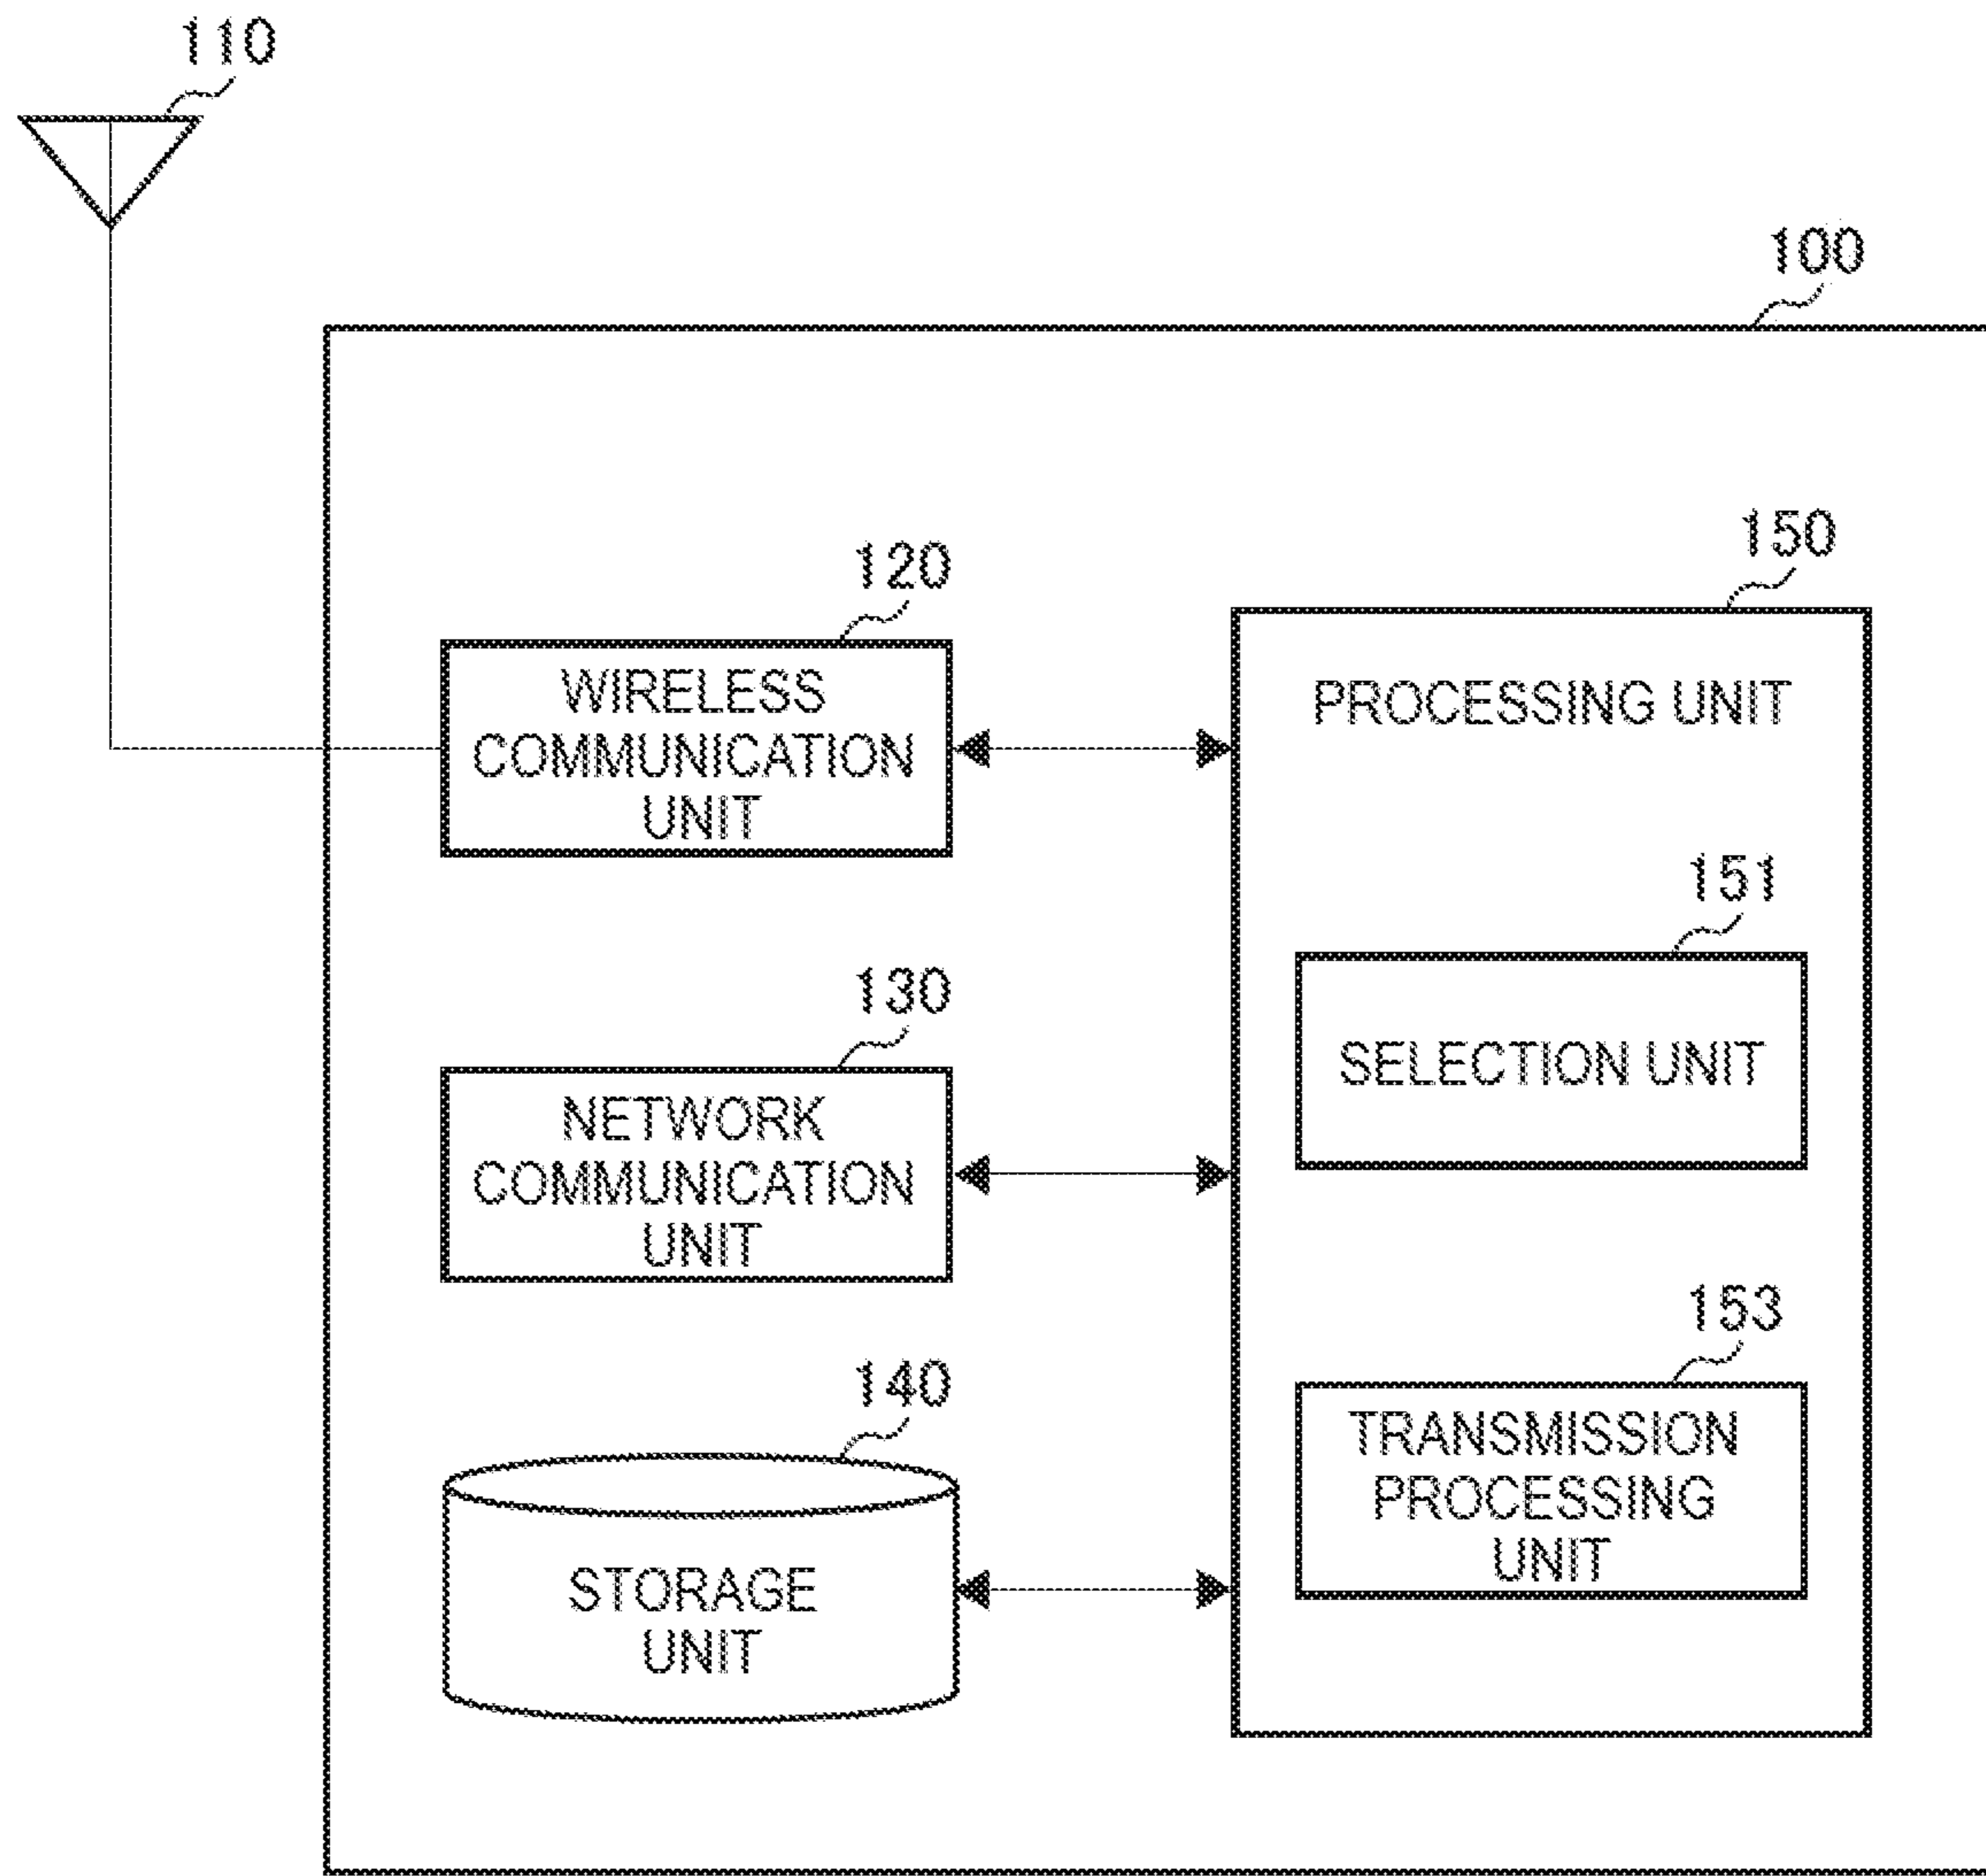 110
100
120
WIRELESS
COMMUNICATION
UNIT
150
PROCESSING UNIT
151
SELECTION UNIT
130
NETWORK
COMMUNICATION
UNIT
153
TRANSMISSION
PROCESSING
UNIT
140
STORAGE
UNIT